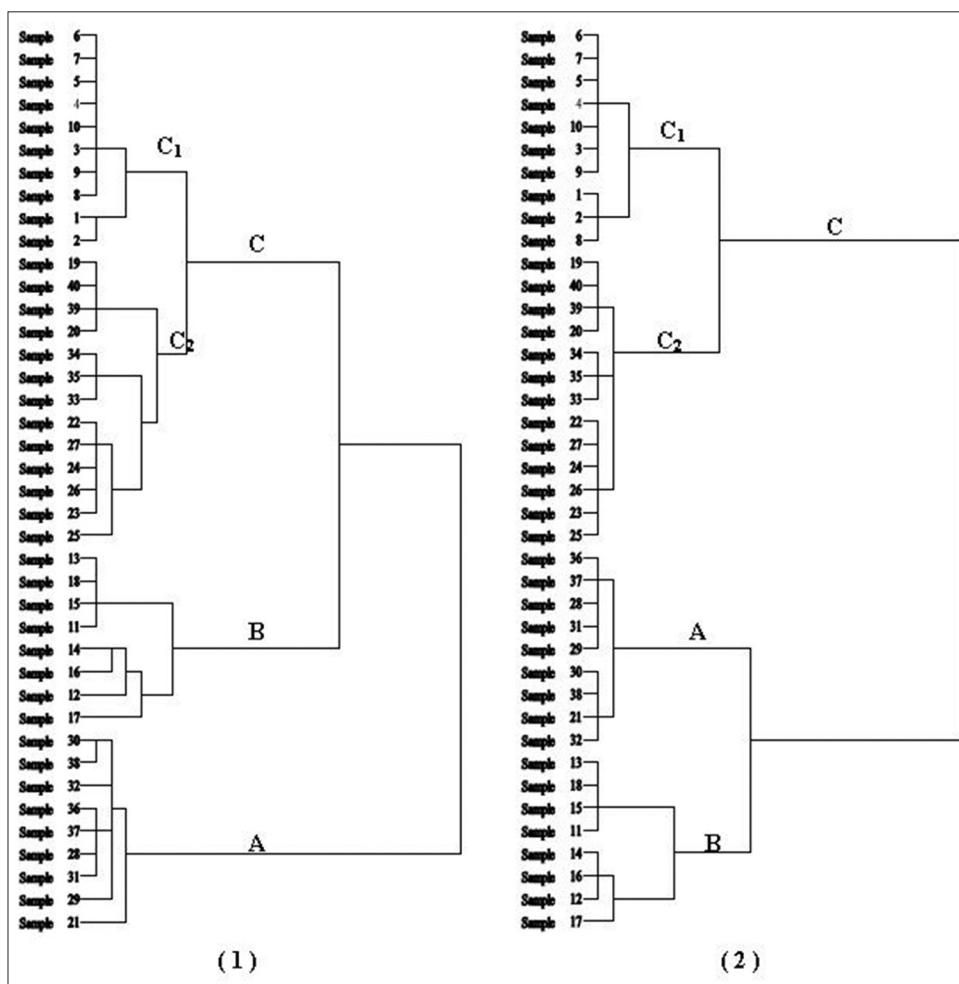 Sample 6
Sample 7
Sample 5
Sample 4
Sample 10
Sample 3
Sample 9
Sample 8
Sample 1
Sample 2
Sample 19
Sample 40
Sample 39
Sample 20
Sample 34
Sample 35
Sample 33
Sample 22
Sample 27
Sample 24
Sample 26
Sample 23
Sample 25
Sample 13
Sample 18
Sample 15
Sample 11
Sample 14
Sample 16
Sample 12
Sample 17
Sample 30
Sample 38
Sample 32
Sample 36
Sample 37
Sample 28
Sample 31
Sample 29
Sample 21
C1
C
C2
B
A
(1)
Sample 6
Sample 7
Sample 5
Sample 4
Sample 10
Sample 3
Sample 9
Sample 1
Sample 2
Sample 8
Sample 19
Sample 40
Sample 39
Sample 20
Sample 34
Sample 35
Sample 33
Sample 22
Sample 27
Sample 24
Sample 26
Sample 23
Sample 25
Sample 36
Sample 37
Sample 28
Sample 31
Sample 29
Sample 30
Sample 38
Sample 21
Sample 32
Sample 13
Sample 18
Sample 15
Sample 11
Sample 14
Sample 16
Sample 12
Sample 17
C1
C
C2
A
B
(2)